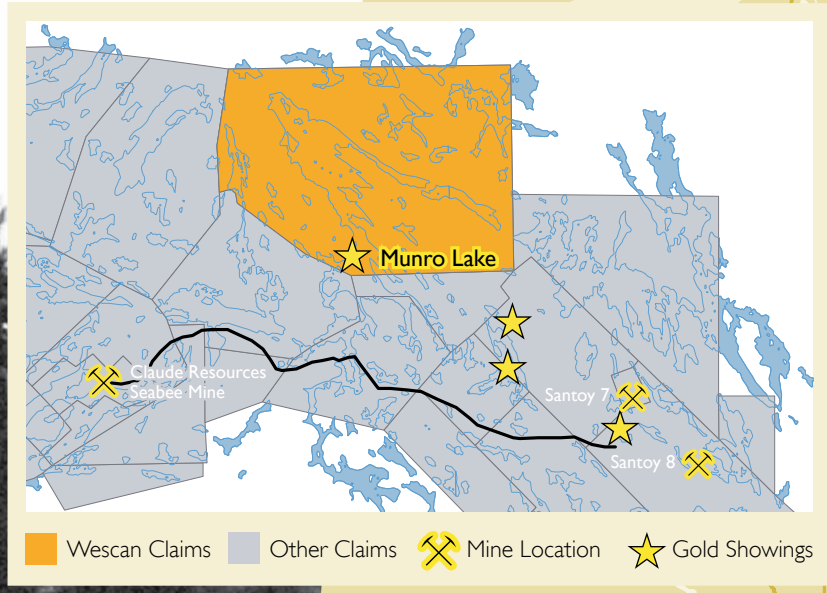 Munro Lake
Claude Resources
Seabee Mine
Santoy 7
Santoy 8
Wescan Claims
Other Claims
Mine Location
Gold Showings